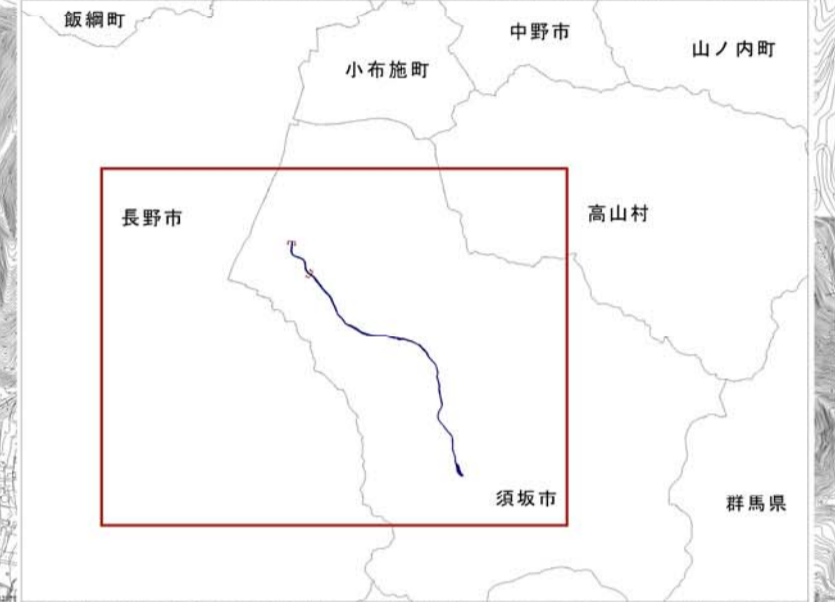 飯綱町
中野市
山ノ内町
小布施町
長野市
高山村
須坂市
群馬県